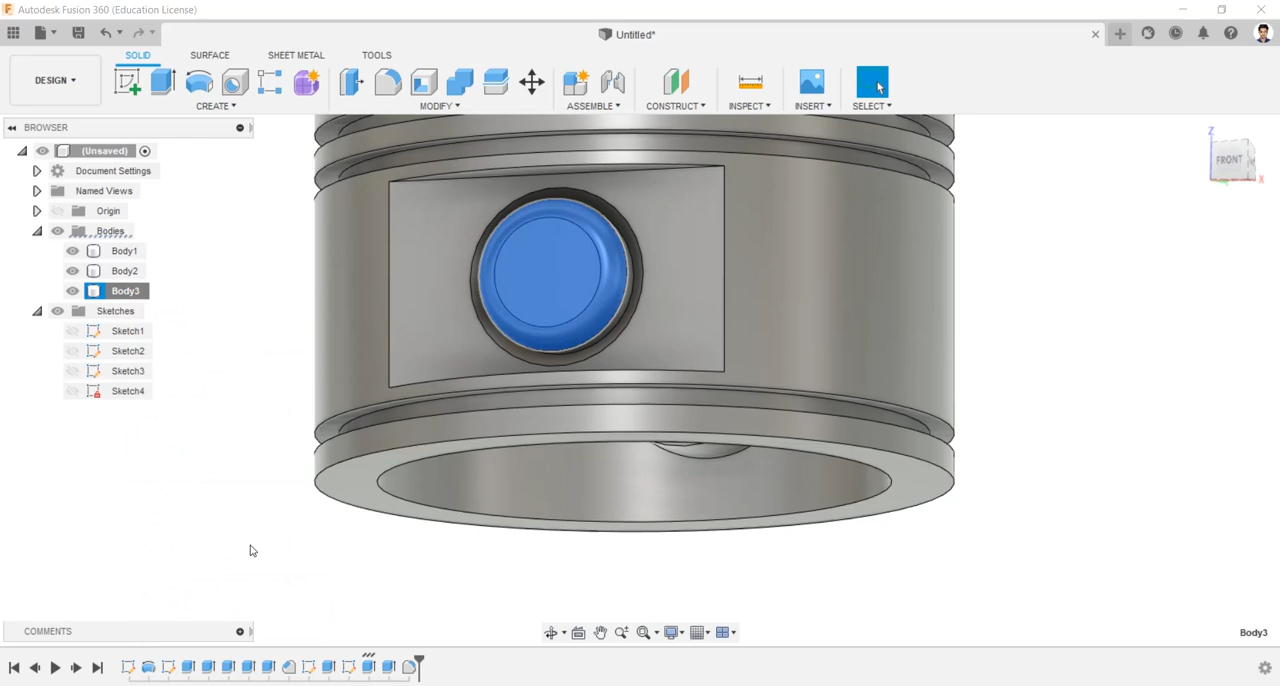 Autodesk Fusion 360 (Education License)
Untitled*
DESIGN
SOLID SURFACE SHEET METAL TOOLS
CREATE MODIFY ASSEMBLE CONSTRUCT INSPECT INSERT SELECT
BROWSER
(Unsaved)
Document Settings
Named Views
Origin
Bodies
Body1
Body2
Body3
Sketches
Sketch1
Sketch2
Sketch3
Sketch4
Z
FRONT
X
COMMENTS
Body3